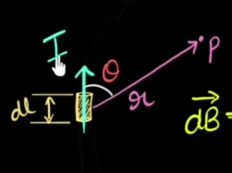 I
θ
P
r
dl
dB =